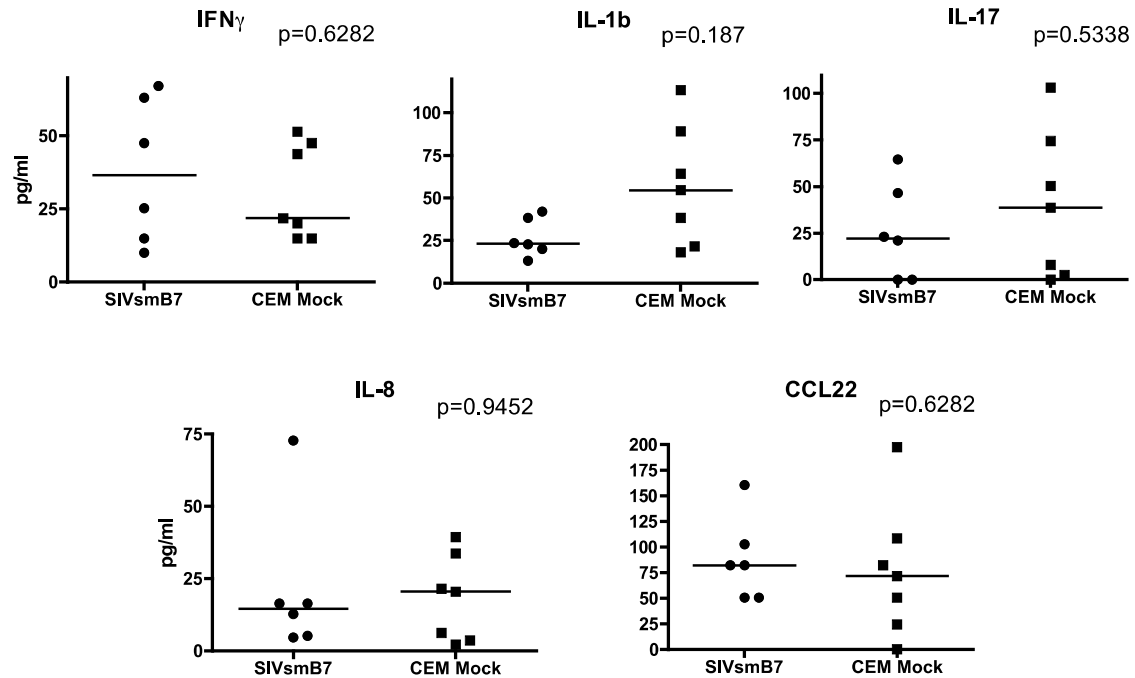 IFNγ
p=0.6282
50
25
0
pg/ml
SIVsmB7 CEM Mock
IL-1b
p=0.187
100
75
50
25
0
SIVsmB7 CEM Mock
IL-17
p=0.5338
100
75
50
25
0
SIVsmB7 CEM Mock
IL-8
p=0.9452
75
50
25
0
pg/ml
SIVsmB7 CEM Mock
CCL22
p=0.6282
200
175
150
125
100
75
50
25
0
SIVsmB7 CEM Mock